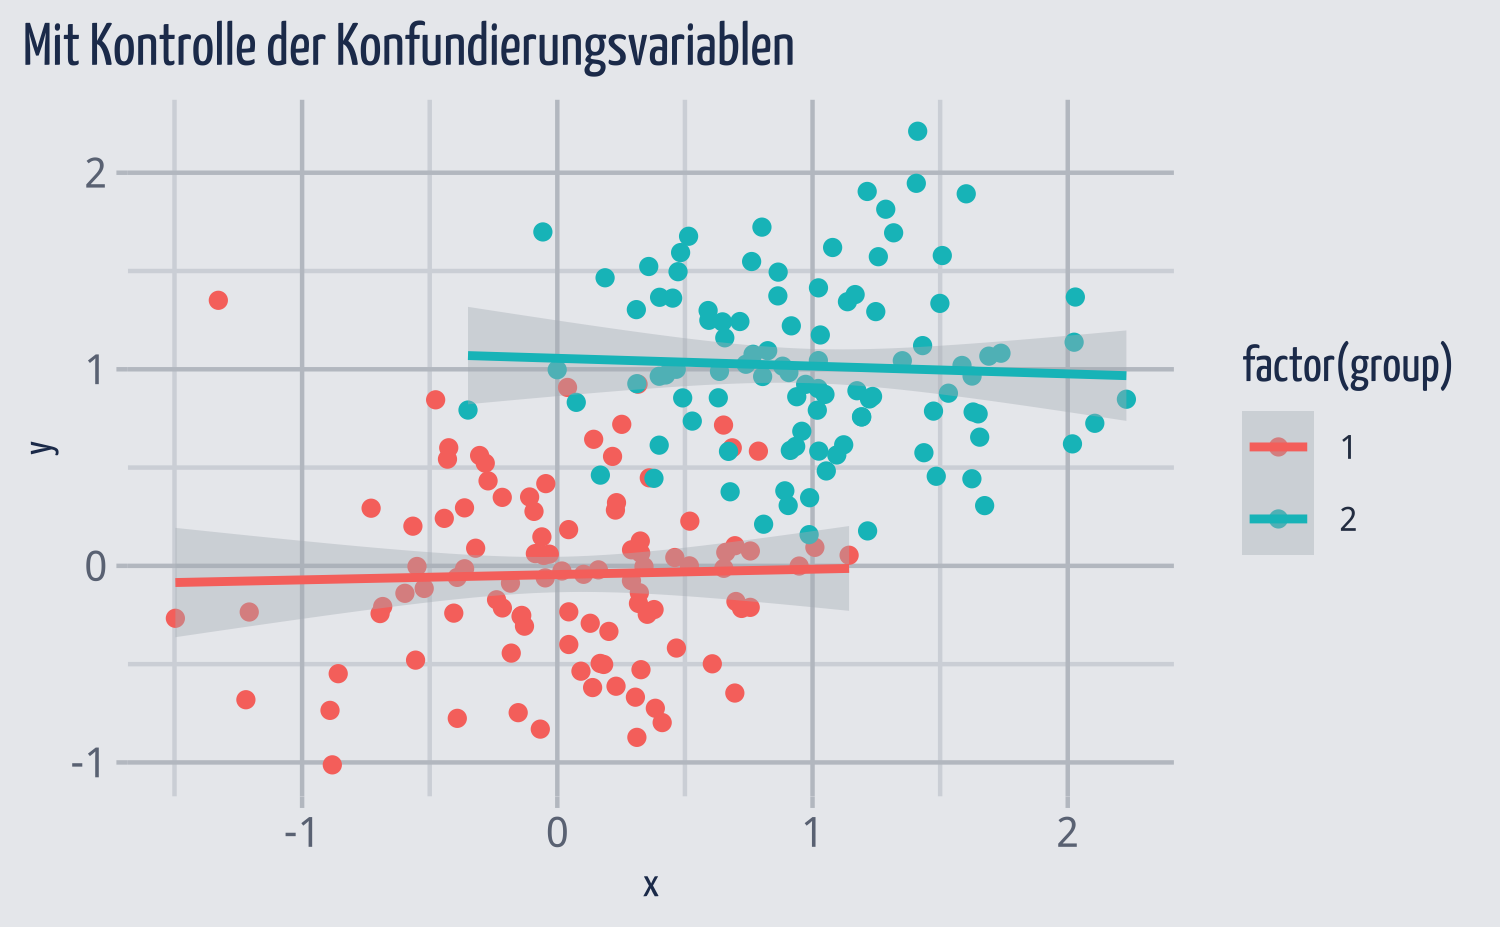 Mit Kontrolle der Konfundierungsvariablen
2
1
0
-1
y
-1 0 1 2
x
factor(group)
1
2